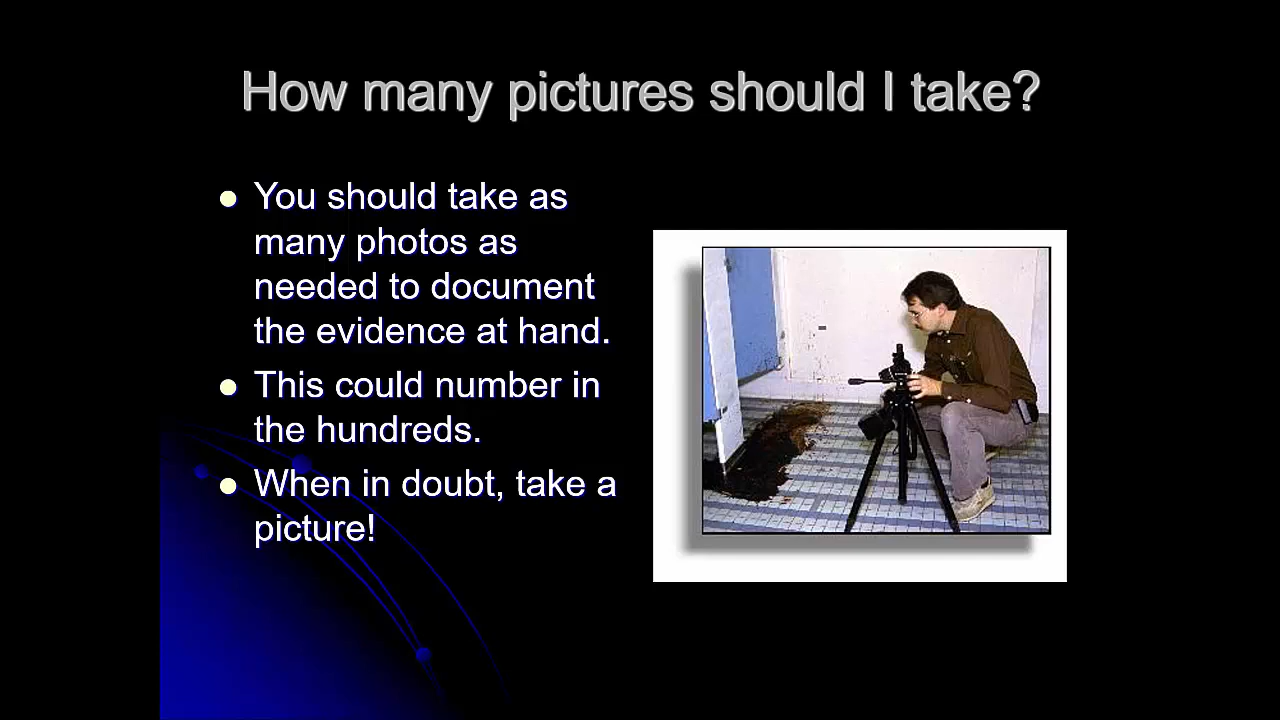 How many pictures should I take?
You should take as
many photos as
needed to document
the evidence at hand.
This could number in
the hundreds.
When in doubt, take a
picture!